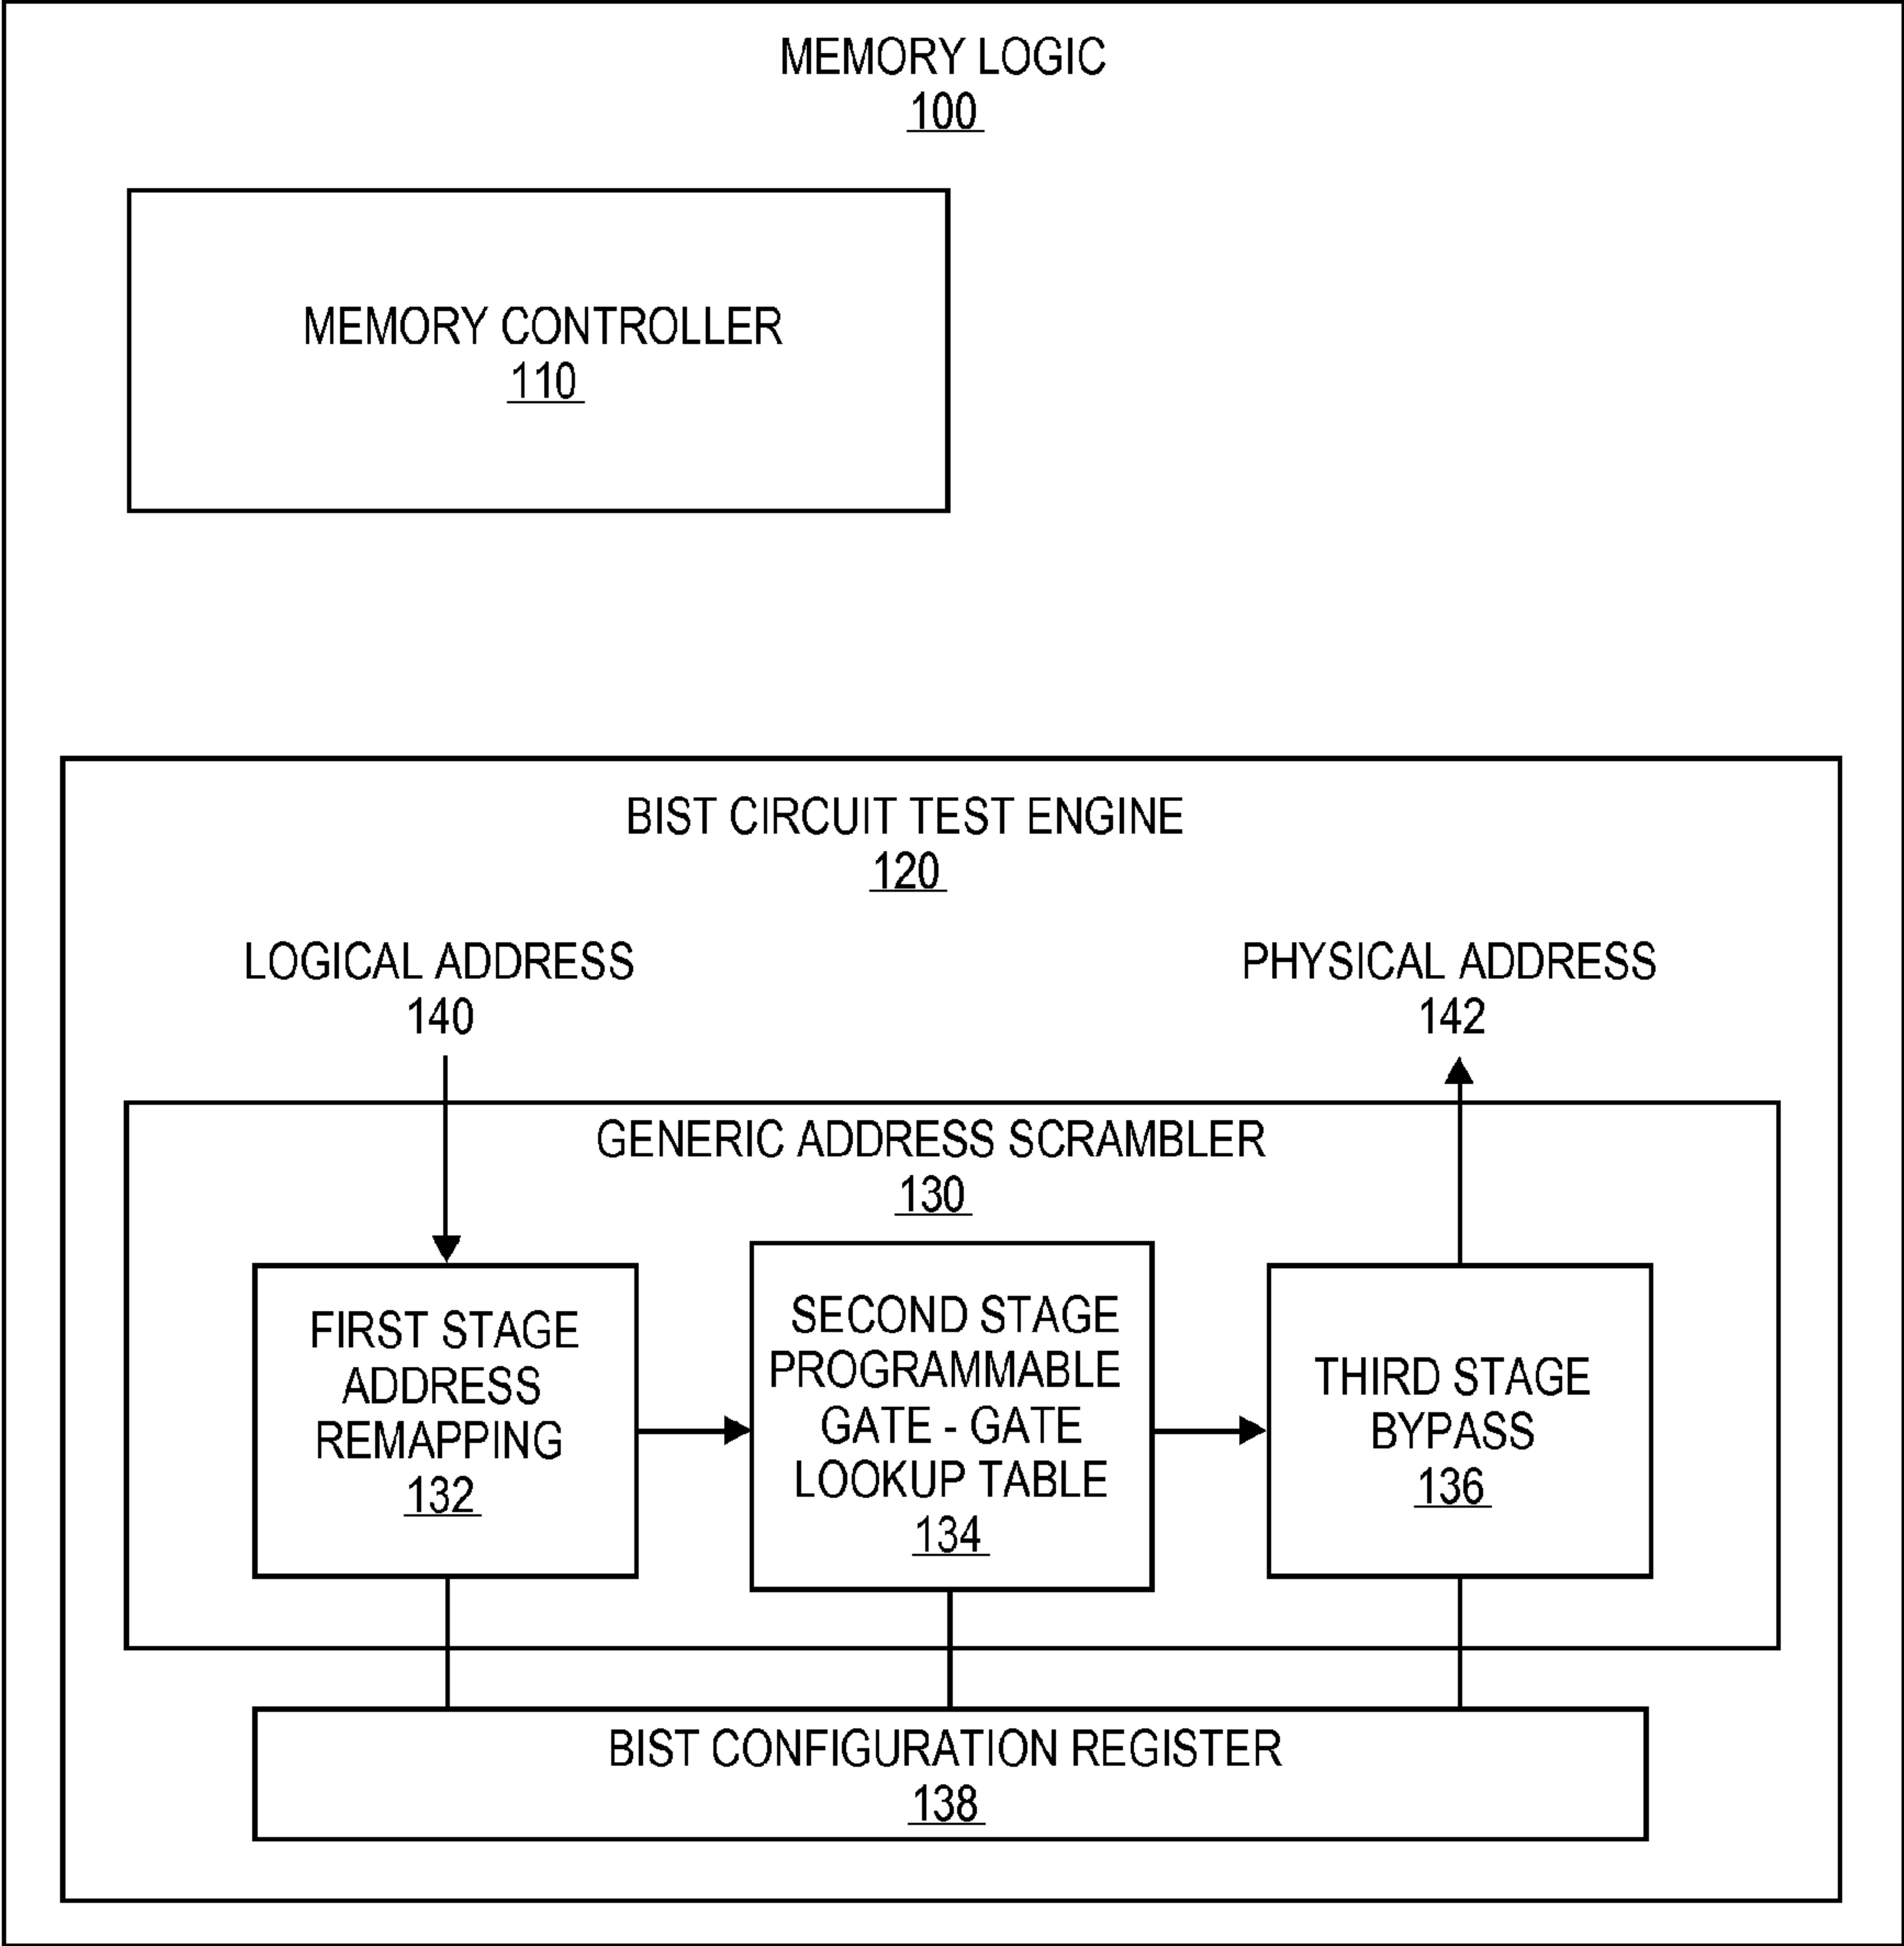 MEMORY LOGIC
100
MEMORY CONTROLLER
110
BIST CIRCUIT TEST ENGINE
120
LOGICAL ADDRESS
140
PHYSICAL ADDRESS
142
GENERIC ADDRESS SCRAMBLER
130
FIRST STAGE
ADDRESS
REMAPPING
132
SECOND STAGE
PROGRAMMABLE
GATE - GATE
LOOKUP TABLE
134
THIRD STAGE
BYPASS
136
BIST CONFIGURATION REGISTER
138